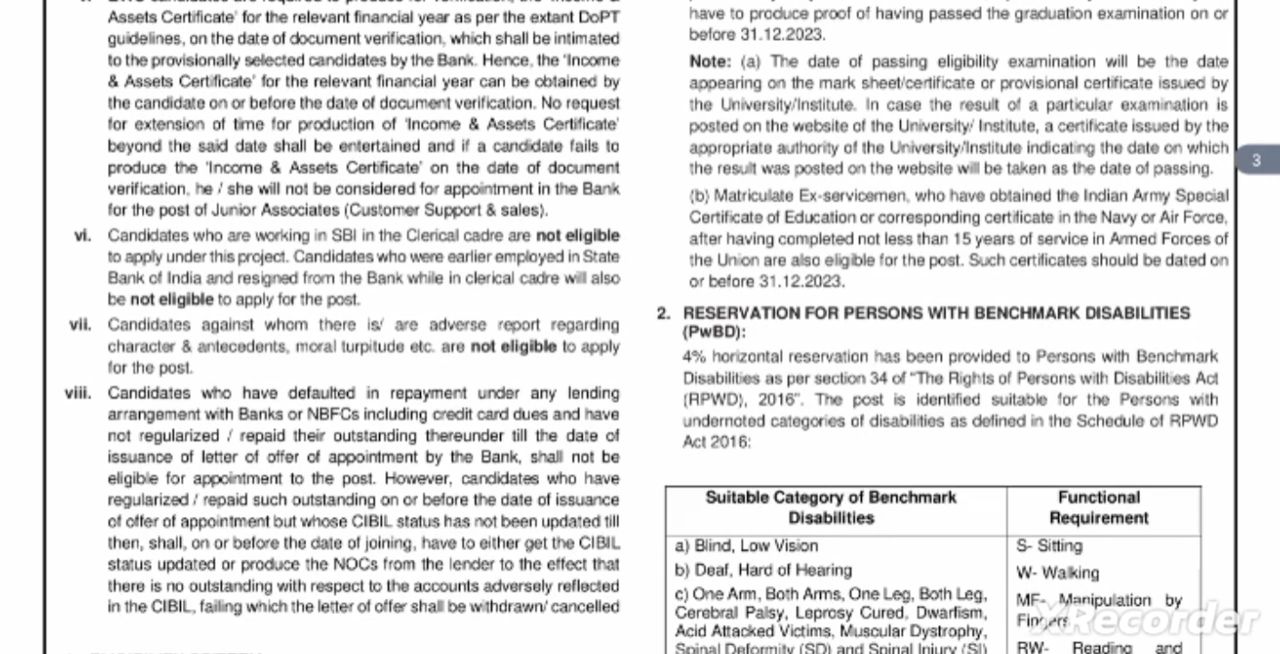 Assets Certificate' for the relevant financial year as per the extant DoPT
guidelines, on the date of document verification, which shall be intimated
to the provisionally selected candidates by the Bank. Hence, the 'Income
& Assets Certificate' for the relevant financial year can be obtained by
the candidate on or before the date of document verification. No request
for extension of time for production of 'Income & Assets Certificate'
beyond the said date shall be entertained and if a candidate fails to
produce the 'Income & Assets Certificate' on the date of document
verification, he / she will not be considered for appointment in the Bank
for the post of Junior Associates (Customer Support & sales).
vi. Candidates who are working in SBI in the Clerical cadre are not eligible
to apply under this project. Candidates who were earlier employed in State
Bank of India and resigned from the Bank while in clerical cadre will also
be not eligible to apply for the post.
vii. Candidates against whom there is/ are adverse report regarding
character & antecedents, moral turpitude etc. are not eligible to apply
for the post.
viii. Candidates who have defaulted in repayment under any lending
arrangement with Banks or NBFCs including credit card dues and have
not regularized / repaid their outstanding thereunder till the date of
issuance of letter of offer of appointment by the Bank, shall not be
eligible for appointment to the post. However, candidates who have
regularized / repaid such outstanding on or before the date of issuance
of offer of appointment but whose CIBIL status has not been updated till
then, shall, on or before the date of joining, have to either get the CIBIL
status updated or produce the NOCs from the lender to the effect that
there is no outstanding with respect to the accounts adversely reflected
in the CIBIL, failing which the letter of offer shall be withdrawn/ cancelled
have to produce proof of having passed the graduation examination on or
before 31.12.2023.
Note: (a) The date of passing eligibility examination will be the date
appearing on the mark sheet/certificate or provisional certificate issued by
the University/Institute. In case the result of a particular examination is
posted on the website of the University/ Institute, a certificate issued by the
appropriate authority of the University/Institute indicating the date on which
the result was posted on the website will be taken as the date of passing.
(b) Matriculate Ex-servicemen, who have obtained the Indian Army Special
Certificate of Education or corresponding certificate in the Navy or Air Force,
after having completed not less than 15 years of service in Armed Forces of
the Union are also eligible for the post. Such certificates should be dated on
or before 31.12.2023.
2. RESERVATION FOR PERSONS WITH BENCHMARK DISABILITIES
(PwBD):
4% horizontal reservation has been provided to Persons with Benchmark
Disabilities as per section 34 of "The Rights of Persons with Disabilities Act
(RPWD), 2016". The post is identified suitable for the Persons with
undernoted categories of disabilities as defined in the Schedule of RPWD
Act 2016:
Suitable Category of Benchmark
Disabilities
a) Blind, Low Vision
b) Deaf, Hard of Hearing
c) One Arm, Both Arms, One Leg, Both Leg,
Cerebral Palsy, Leprosy Cured, Dwarfism,
Acid Attacked Victims, Muscular Dystrophy,
Spinal Deformity (SD) and Spinal Injury (SI)
Functional
Requirement
S- Sitting
W- Walking
MF- Manipulation by
Fingers
RW- Reading and
3
XRecorder